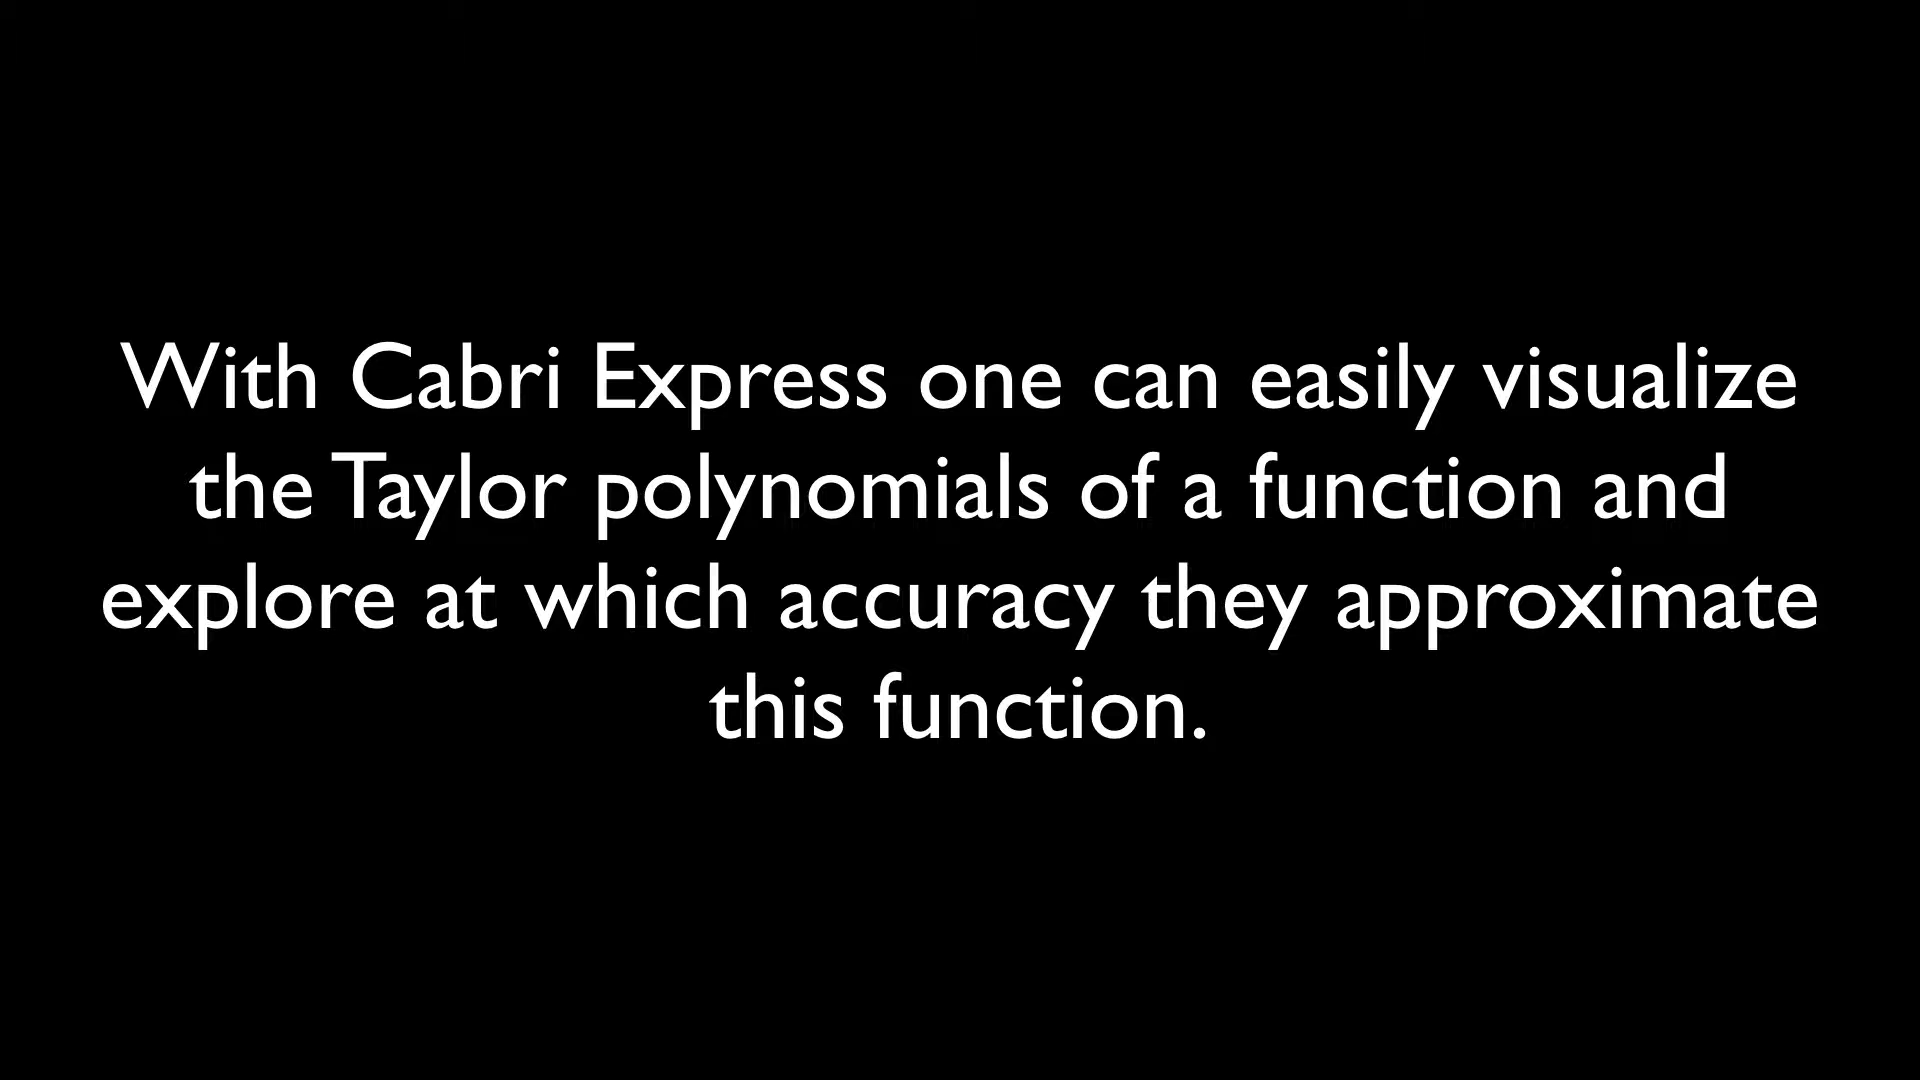 With Cabri Express one can easily visualize
the Taylor polynomials of a function and
explore at which accuracy they approximate
this function.